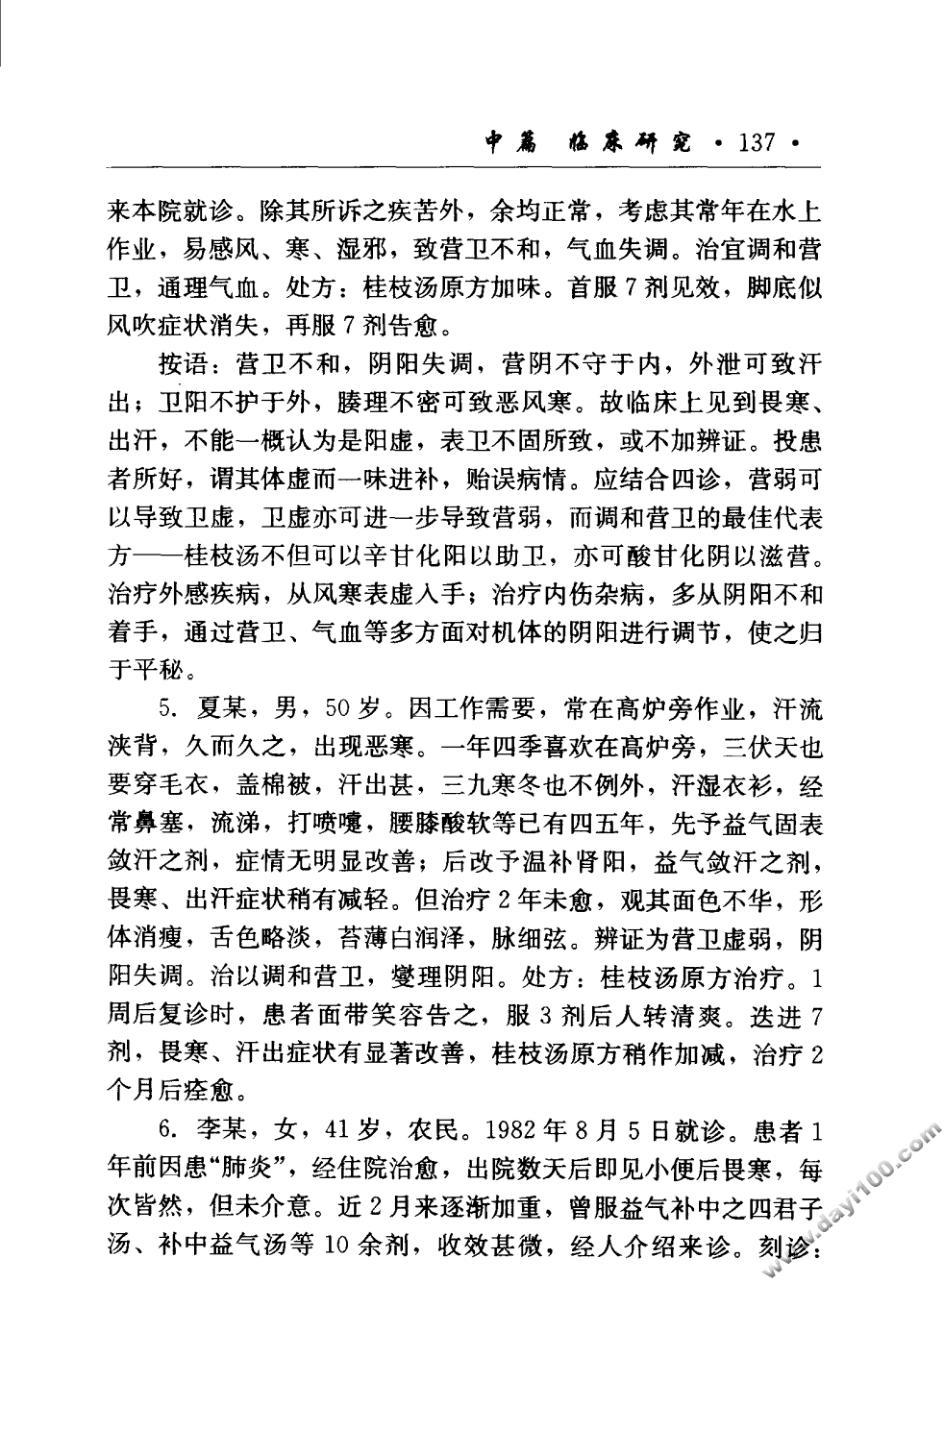 中篇 临床研究 · 137 ·
来本院就诊。除其所诉之疾苦外，余均正常，考虑其常年在水上
作业，易感风、寒、湿邪，致营卫不和，气血失调。治宜调和营
卫，通理气血。处方：桂枝汤原方加味。首服 7 剂见效，脚底似
风吹症状消失，再服 7 剂告愈。
按语：营卫不和，阴阳失调，营阴不守于内，外泄可致汗
出；卫阳不护于外，腠理不密可致恶风寒。故临床上见到畏寒、
出汗，不能一概认为是阳虚，表卫不固所致，或不加辨证。投患
者所好，谓其体虚而一味进补，贻误病情。应结合四诊，营弱可
以导致卫虚，卫虚亦可进一步导致营弱，而调和营卫的最佳代表
方——桂枝汤不但可以辛甘化阳以助卫，亦可酸甘化阴以滋营。
治疗外感疾病，从风寒表虚入手；治疗内伤杂病，多从阴阳不和
着手，通过营卫、气血等多方面对机体的阴阳进行调节，使之归
于平秘。
5. 夏某，男，50 岁。因工作需要，常在高炉旁作业，汗流
浃背，久而久之，出现恶寒。一年四季喜欢在高炉旁，三伏天也
要穿毛衣，盖棉被，汗出甚，三九寒冬也不例外，汗湿衣衫，经
常鼻塞，流涕，打喷嚏，腰膝酸软等已有四五年，先予益气固表
敛汗之剂，症情无明显改善；后改予温补肾阳，益气敛汗之剂，
畏寒、出汗症状稍有减轻。但治疗 2 年未愈，观其面色不华，形
体消瘦，舌色略淡，苔薄白润泽，脉细弦。辨证为营卫虚弱，阴
阳失调。治以调和营卫，燮理阴阳。处方：桂枝汤原方治疗。1
周后复诊时，患者面带笑容告之，服 3 剂后人转清爽。迭进 7
剂，畏寒、汗出症状有显著改善，桂枝汤原方稍作加减，治疗 2
个月后痊愈。
6. 李某，女，41 岁，农民。1982 年 8 月 5 日就诊。患者 1
年前因患“肺炎”，经住院治愈，出院数天后即见小便后畏寒，每
次皆然，但未介意。近 2 月来逐渐加重，曾服益气补中之四君子
汤、补中益气汤等 10 余剂，收效甚微，经人介绍来诊。刻诊：
www.dayi100.com